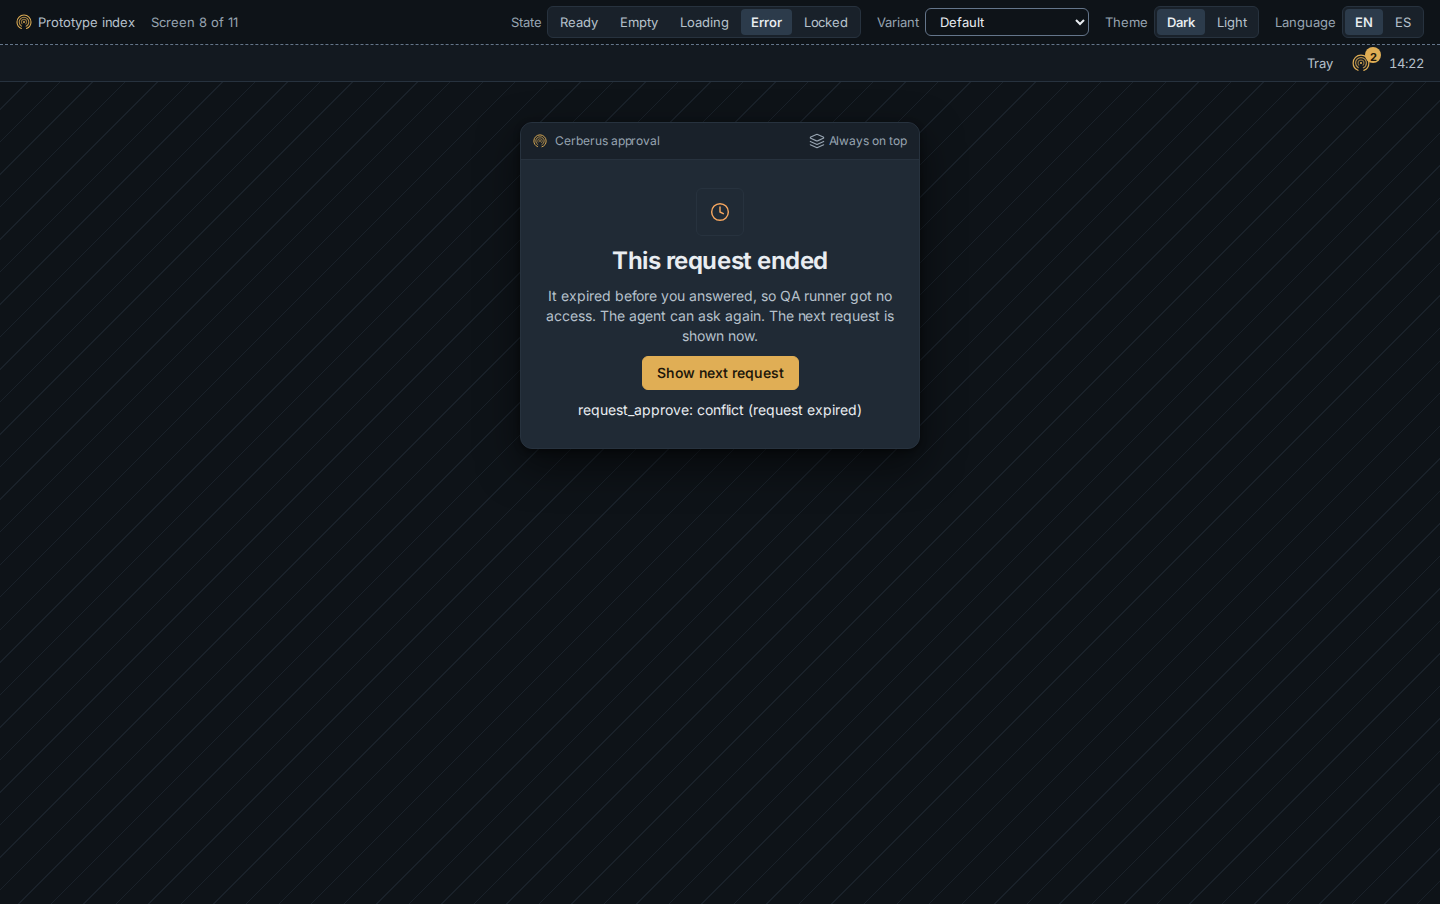 Prototype index Screen 8 of 11 State Ready Empty Loading Error Locked Variant Default Theme Dark Light Language EN ES
Tray 2 14:22
Cerberus approval Always on top
This request ended
It expired before you answered, so QA runner got no
access. The agent can ask again. The next request is
shown now.
Show next request
request_approve: conflict (request expired)